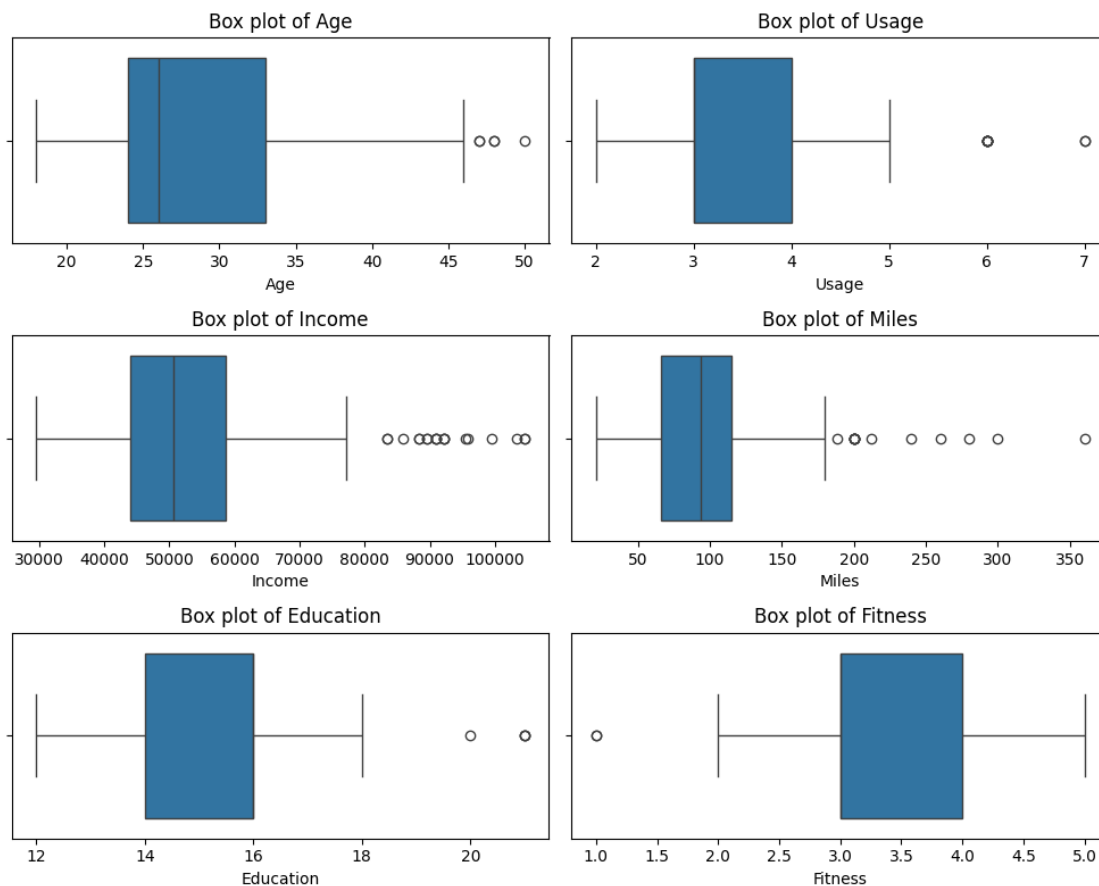 Box plot of Age
20 25 30 35 40 45 50
Age
Box plot of Usage
2 3 4 5 6 7
Usage
Box plot of Income
30000 40000 50000 60000 70000 80000 90000 100000
Income
Box plot of Miles
50 100 150 200 250 300 350
Miles
Box plot of Education
12 14 16 18 20
Education
Box plot of Fitness
1.0 1.5 2.0 2.5 3.0 3.5 4.0 4.5 5.0
Fitness